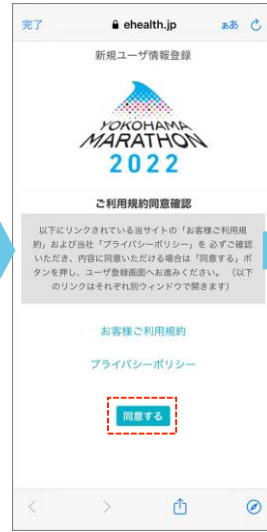 完了 ehealth.jp ああ
新規ユーザ情報登録
YOKOHAMA
MARATHON
2022
ご利用規約同意確認
以下にリンクされている当サイトの「お客様ご利用規
約」および当社「プライバシーポリシー」を 必ずご確認
いただき、内容に同意いただける場合は「同意する」ボ
タンを押し、ユーザ登録画面へお進みください。（以下
のリンクはそれぞれ別ウィンドウで開きます）
お客様ご利用規約
プライバシーポリシー
同意する